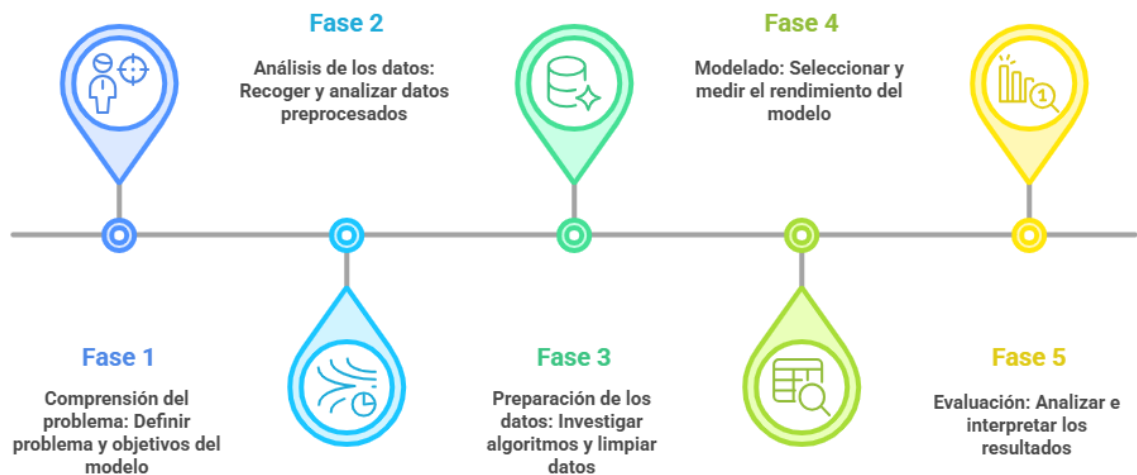 Fase 1
Comprensión del
problema: Definir
problema y objetivos del
modelo
Fase 2
Análisis de los datos:
Recoger y analizar datos
preprocesados
Fase 3
Preparación de los
datos: Investigar
algoritmos y limpiar
datos
Fase 4
Modelado: Seleccionar y
medir el rendimiento del
modelo
1
Fase 5
Evaluación: Analizar e
interpretar los
resultados